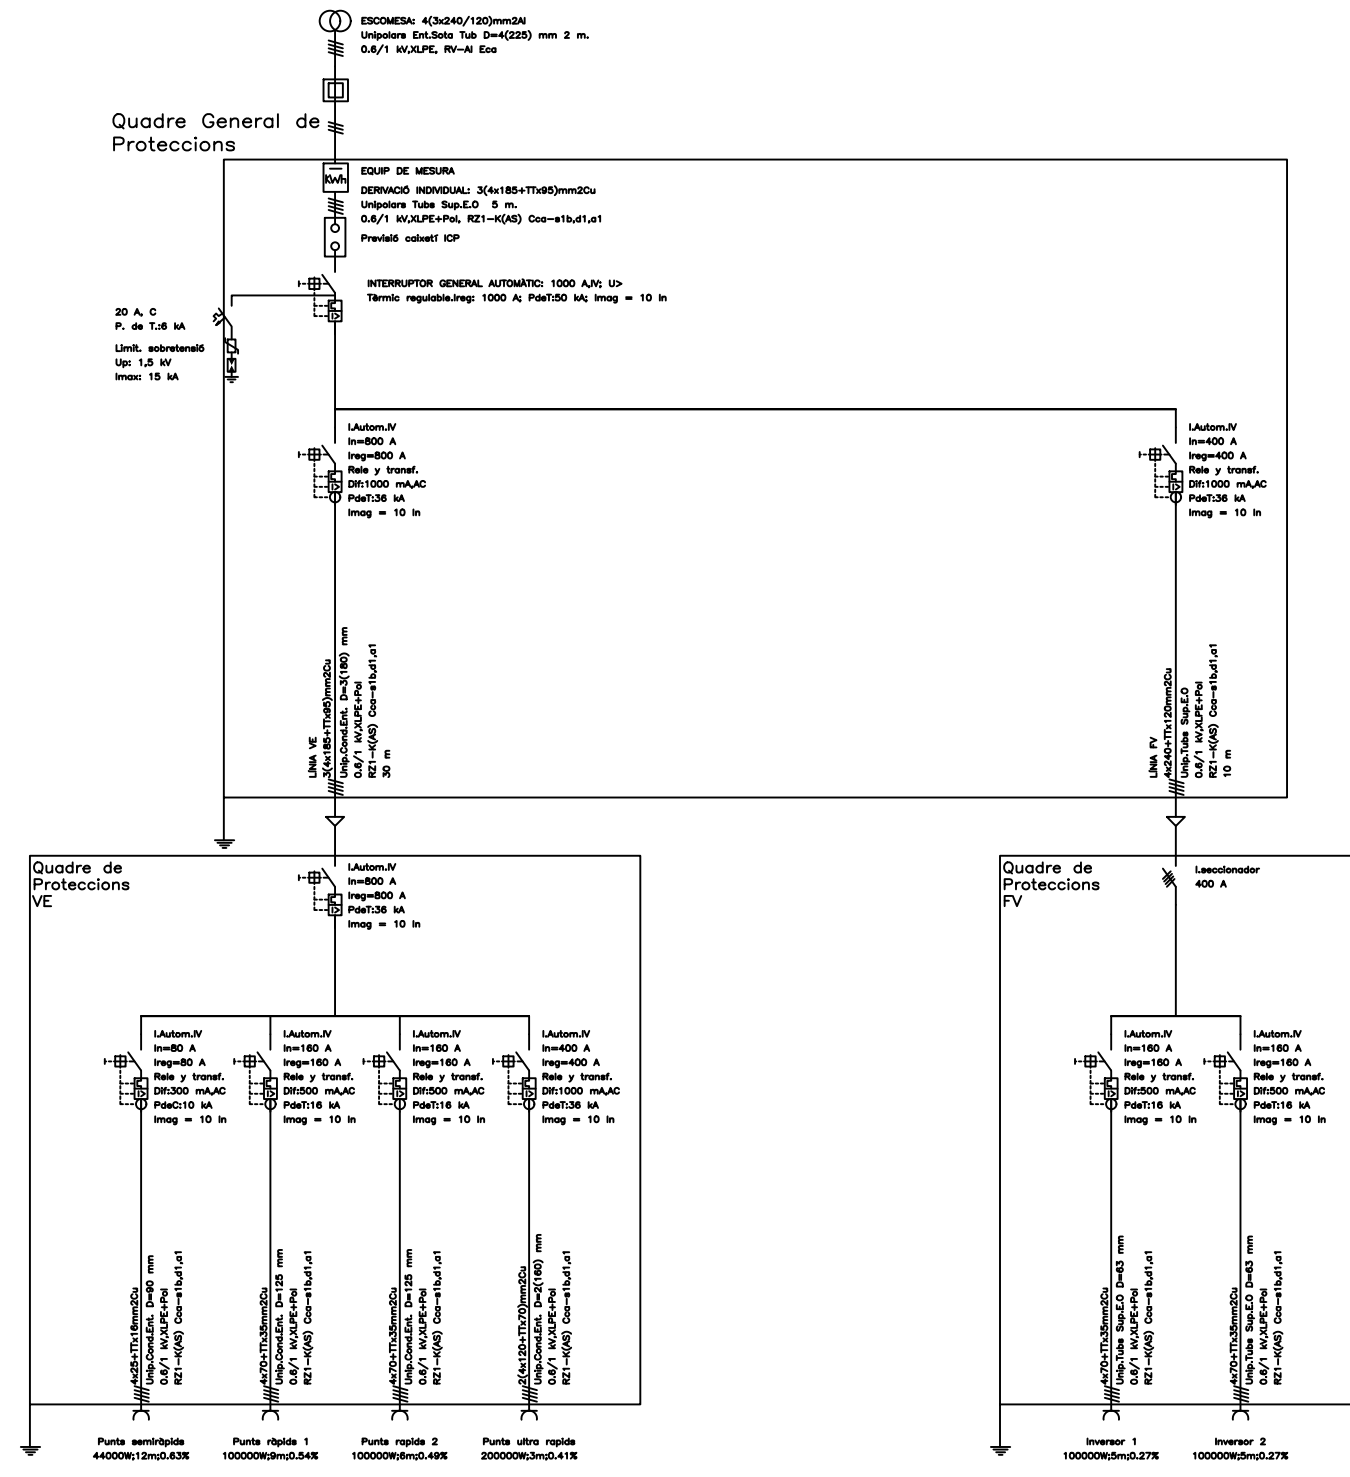 ESCOMESA: 4(3x240/120)mm2Al
Unipolars Ent.Sota Tub D=4(225) mm 2 m.
0.6/1 kV,XLPE, RV-Al Eca
Quadre General de
Proteccions
KWh
EQUIP DE MESURA
DERIVACIÓ INDIVIDUAL: 3(4x185+TTx95)mm2Cu
Unipolars Tubs Sup.E.O 5 m.
0.6/1 kV,XLPE+Pol, RZ1-K(AS) Cca-s1b,d1,a1
Previsió caixetí ICP
INTERRUPTOR GENERAL AUTOMÀTIC: 1000 A,IV; U>
Tèrmic regulable.Ireg: 1000 A; PdeT:50 kA; Imag = 10 In
20 A, C
P. de T.:6 kA
Limit. sobretensió
Up: 1,5 kV
Imax: 15 kA
I.Autom.IV
In=800 A
Ireg=800 A
Rele y transf.
Dif:1000 mA,AC
PdeT:36 kA
Imag = 10 In
I.Autom.IV
In=400 A
Ireg=400 A
Rele y transf.
Dif:1000 mA,AC
PdeT:36 kA
Imag = 10 In
LÍNIA VE
3(4x185+TTx95)mm2Cu
Unip.Cond.Ent. D=3(180) mm
0.6/1 kV,XLPE+Pol
RZ1-K(AS) Cca-s1b,d1,a1
30 m
LÍNIA FV
4x240+TTx120mm2Cu
Unip.Tubs Sup.E.O
0.6/1 kV,XLPE+Pol
RZ1-K(AS) Cca-s1b,d1,a1
10 m
Quadre de
Proteccions
VE
I.Autom.IV
In=800 A
Ireg=800 A
PdeT:36 kA
Imag = 10 In
Quadre de
Proteccions
FV
I.seccionador
400 A
I.Autom.IV
In=80 A
Ireg=80 A
Rele y transf.
Dif:300 mA,AC
PdeC:10 kA
Imag = 10 In
I.Autom.IV
In=160 A
Ireg=160 A
Rele y transf.
Dif:500 mA,AC
PdeT:16 kA
Imag = 10 In
I.Autom.IV
In=160 A
Ireg=160 A
Rele y transf.
Dif:500 mA,AC
PdeT:16 kA
Imag = 10 In
I.Autom.IV
In=400 A
Ireg=400 A
Rele y transf.
Dif:1000 mA,AC
PdeT:36 kA
Imag = 10 In
I.Autom.IV
In=160 A
Ireg=160 A
Rele y transf.
Dif:500 mA,AC
PdeT:16 kA
Imag = 10 In
I.Autom.IV
In=160 A
Ireg=160 A
Rele y transf.
Dif:500 mA,AC
PdeT:16 kA
Imag = 10 In
4x25+TTx16mm2Cu
Unip.Cond.Ent. D=90 mm
0.6/1 kV,XLPE+Pol
RZ1-K(AS) Cca-s1b,d1,a1
4x70+TTx35mm2Cu
Unip.Cond.Ent. D=125 mm
0.6/1 kV,XLPE+Pol
RZ1-K(AS) Cca-s1b,d1,a1
4x70+TTx35mm2Cu
Unip.Cond.Ent. D=125 mm
0.6/1 kV,XLPE+Pol
RZ1-K(AS) Cca-s1b,d1,a1
2(4x120+TTx70)mm2Cu
Unip.Cond.Ent. D=2(160) mm
0.6/1 kV,XLPE+Pol
RZ1-K(AS) Cca-s1b,d1,a1
4x70+TTx35mm2Cu
Unip.Tubs Sup.E.O D=63 mm
0.6/1 kV,XLPE+Pol
RZ1-K(AS) Cca-s1b,d1,a1
4x70+TTx35mm2Cu
Unip.Tubs Sup.E.O D=63 mm
0.6/1 kV,XLPE+Pol
RZ1-K(AS) Cca-s1b,d1,a1
Punts semiràpids
44000W;12m;0.63%
Punts ràpids 1
100000W;9m;0.54%
Punts rapids 2
100000W;6m;0.49%
Punts ultra rapids
200000W;3m;0.41%
Inversor 1
100000W;5m;0.27%
Inversor 2
100000W;5m;0.27%